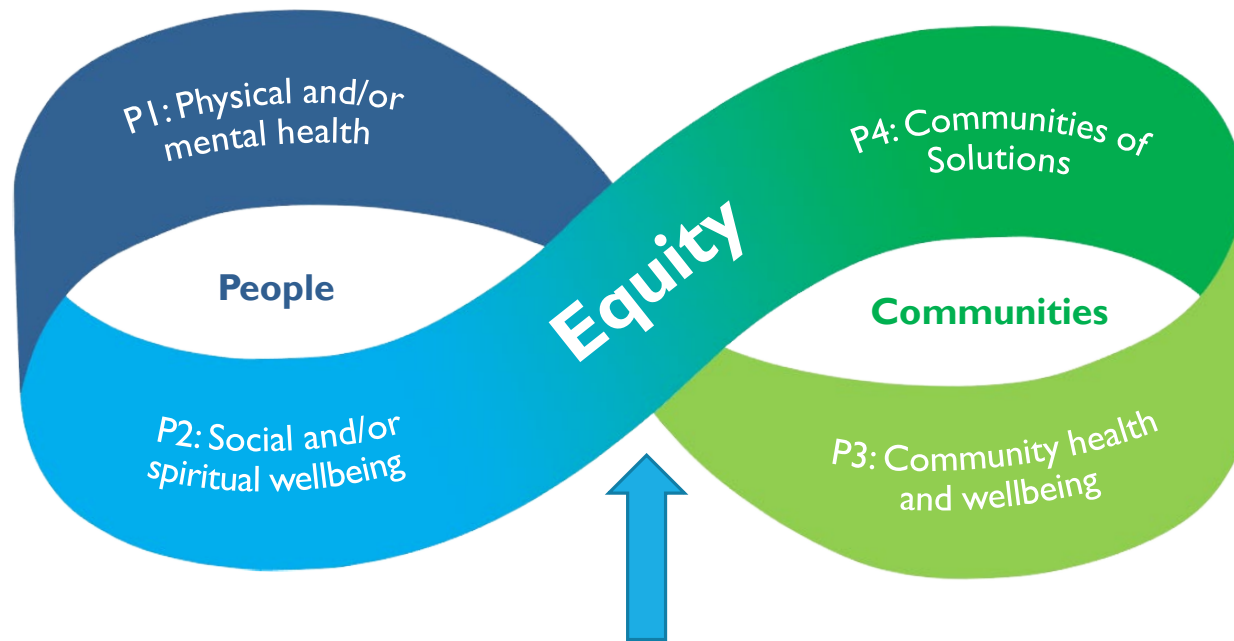 P1: Physical and/or
mental health
People
P2: Social and/or
spiritual wellbeing
Equity
P4: Communities of
Solutions
Communities
P3: Community health
and wellbeing